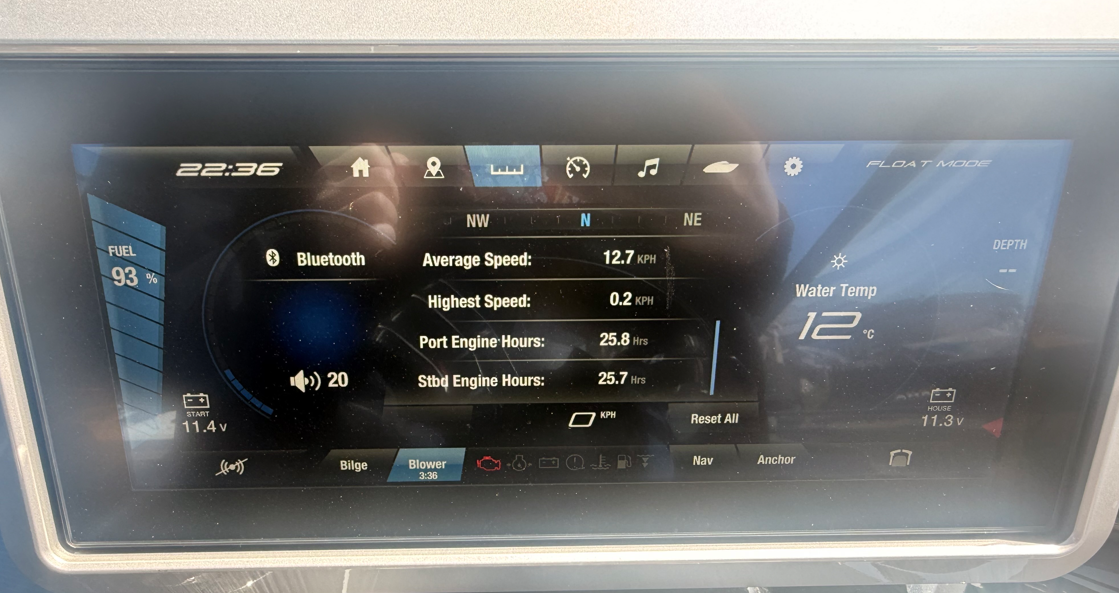 22:36
FLOAT MODE
NW N NE
FUEL
93 %
Bluetooth
20
Average Speed: 12.7 KPH
Highest Speed: 0.2 KPH
Port Engine Hours: 25.8 Hrs
Stbd Engine Hours: 25.7 Hrs
KPH
Reset All
Water Temp
12 °C
DEPTH
--
START
11.4 V
HOUSE
11.3 V
Bilge
Blower
3:36
Nav
Anchor